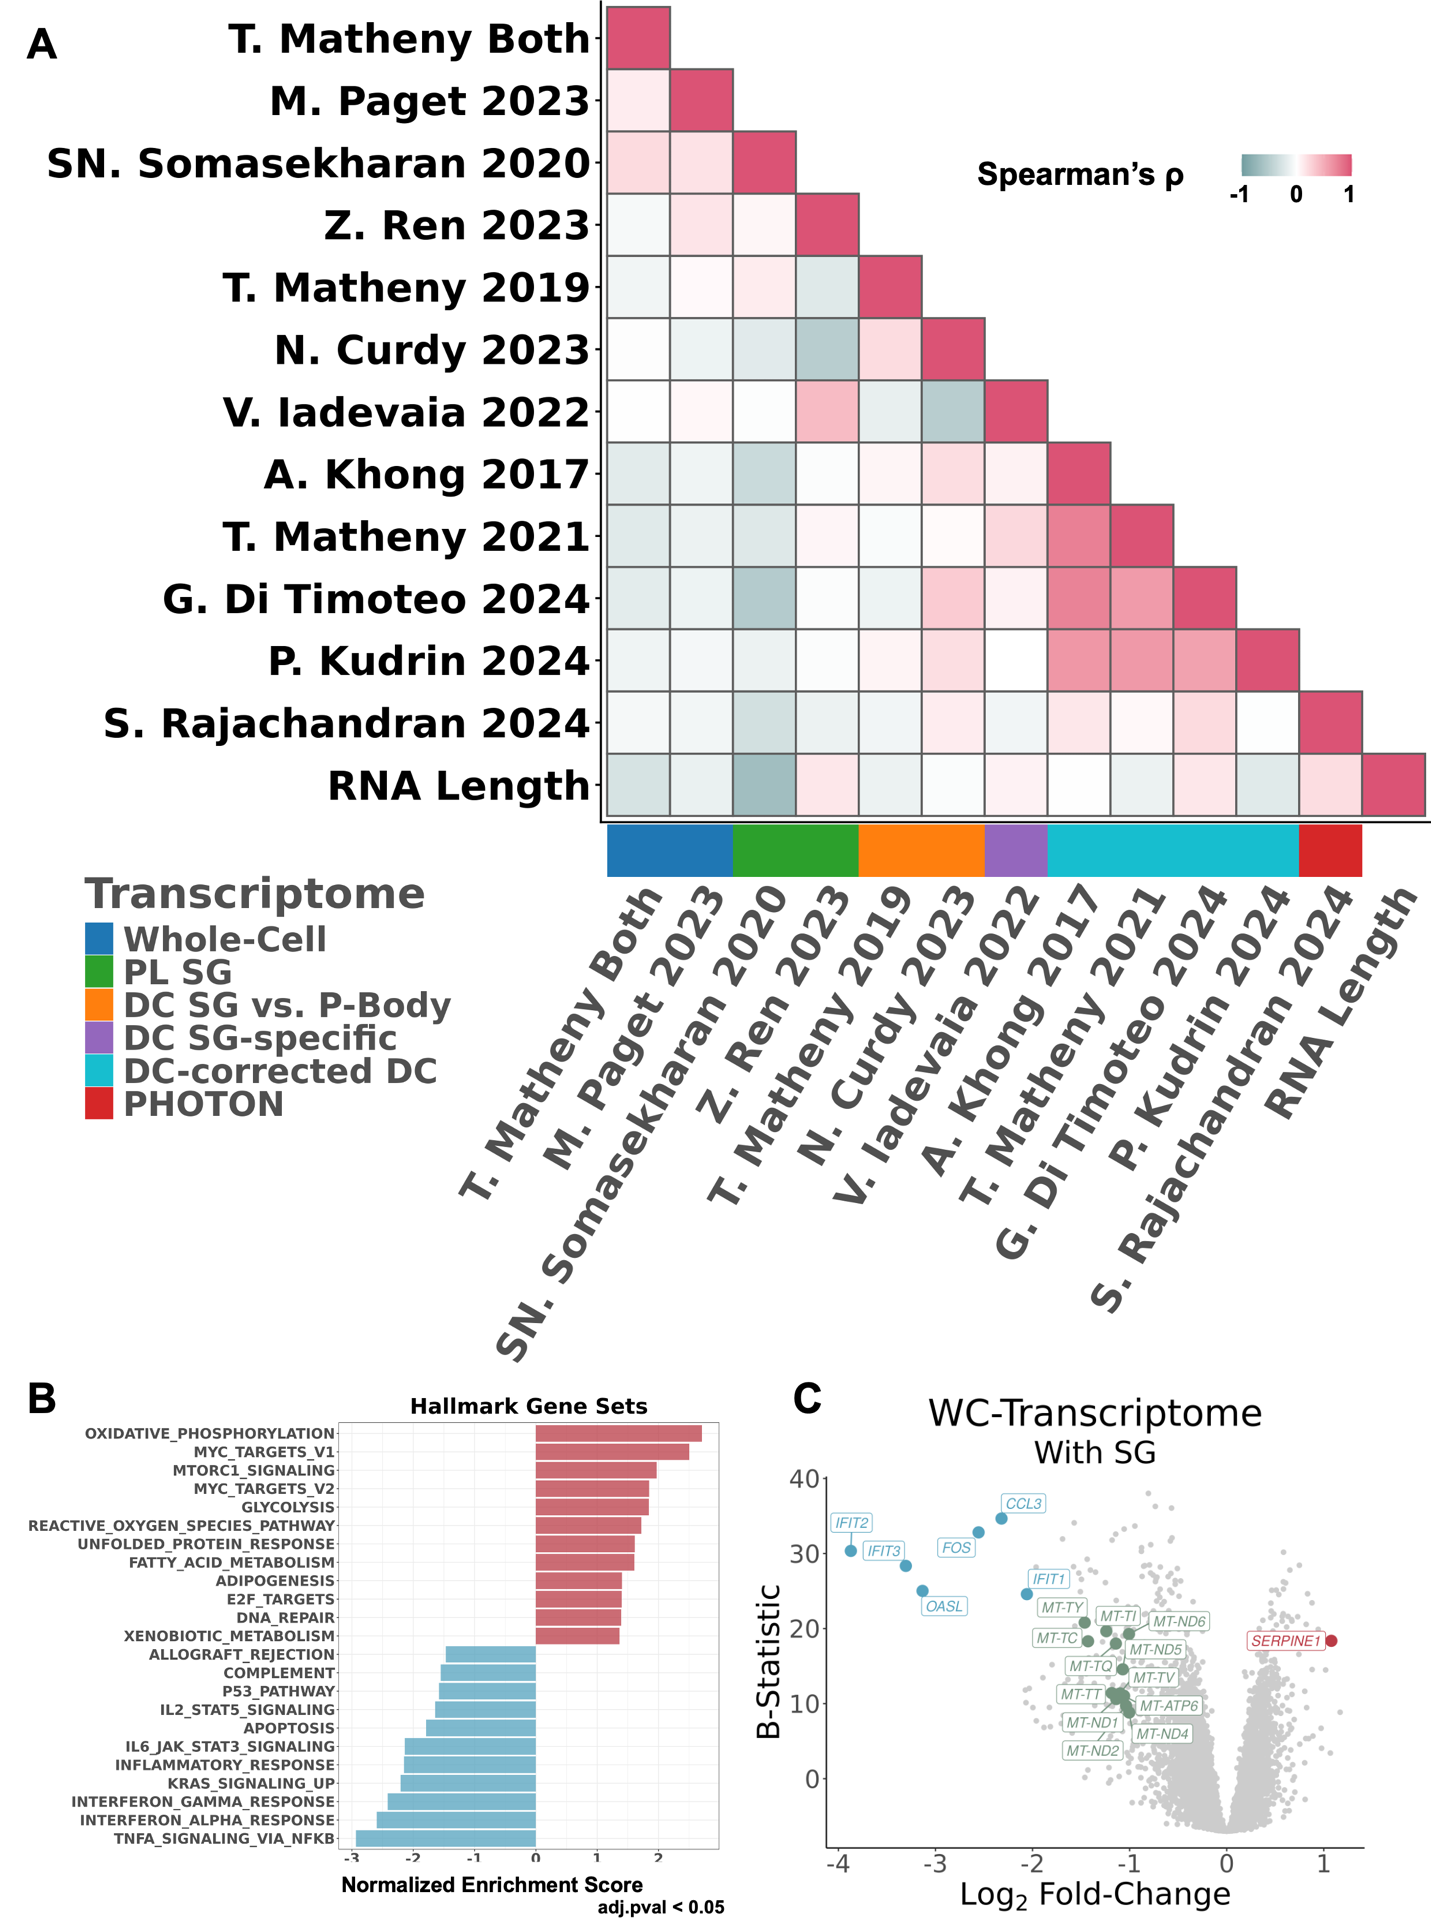 A
T. Matheny Both
M. Paget 2023
SN. Somasekharan 2020
Z. Ren 2023
T. Matheny 2019
N. Curdy 2023
V. Iadevaia 2022
A. Khong 2017
T. Matheny 2021
G. Di Timoteo 2024
P. Kudrin 2024
S. Rajachandran 2024
RNA Length
Spearman's ρ
-1 0 1
Transcriptome
Whole-Cell
PL SG
DC SG vs. P-Body
DC SG-specific
DC-corrected DC
PHOTON
T. Matheny Both
M. Paget 2023
SN. Somasekharan 2020
Z. Ren 2023
T. Matheny 2019
N. Curdy 2023
V. Iadevaia 2022
A. Khong 2017
T. Matheny 2021
G. Di Timoteo 2024
P. Kudrin 2024
S. Rajachandran 2024
RNA Length
B
Hallmark Gene Sets
OXIDATIVE_PHOSPHORYLATION
MYC_TARGETS_V1
MTORC1_SIGNALING
MYC_TARGETS_V2
GLYCOLYSIS
REACTIVE_OXYGEN_SPECIES_PATHWAY
UNFOLDED_PROTEIN_RESPONSE
FATTY_ACID_METABOLISM
ADIPOGENESIS
E2F_TARGETS
DNA_REPAIR
XENOBIOTIC_METABOLISM
ALLOGRAFT_REJECTION
COMPLEMENT
P53_PATHWAY
IL2_STAT5_SIGNALING
APOPTOSIS
IL6_JAK_STAT3_SIGNALING
INFLAMMATORY_RESPONSE
KRAS_SIGNALING_UP
INTERFERON_GAMMA_RESPONSE
INTERFERON_ALPHA_RESPONSE
TNFA_SIGNALING_VIA_NFKB
-3 -2 -1 0 1 2
Normalized Enrichment Score
adj.pval < 0.05
C
WC-Transcriptome
With SG
B-Statistic
40
30
20
10
0
CCL3
IFIT2
FOS
IFIT3
IFIT1
OASL
MT-TY
MT-TI
MT-ND6
MT-TC
MT-ND5
SERPINE1
MT-TQ
MT-TV
MT-TT
MT-ATP6
MT-ND1
MT-ND4
MT-ND2
-4 -3 -2 -1 0 1
Log2 Fold-Change